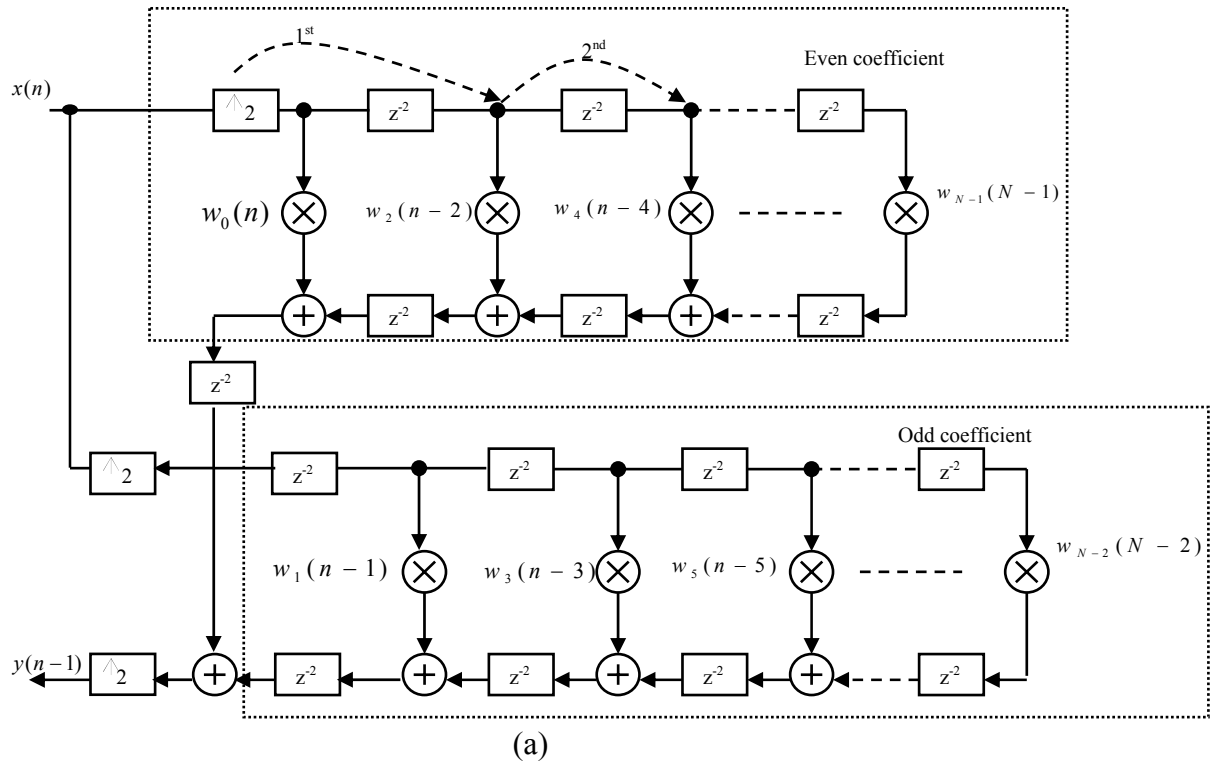 1st 2nd
Even coefficient
x(n)
↑2 z-2 z-2 z-2
w0(n) w2(n − 2) w4(n − 4) wN−1(N − 1)
z-2 z-2 z-2
z-2
Odd coefficient
↑2 z-2 z-2 z-2 z-2
w1(n − 1) w3(n − 3) w5(n − 5) wN−2(N − 2)
y(n−1) ↑2 z-2 z-2 z-2 z-2
(a)